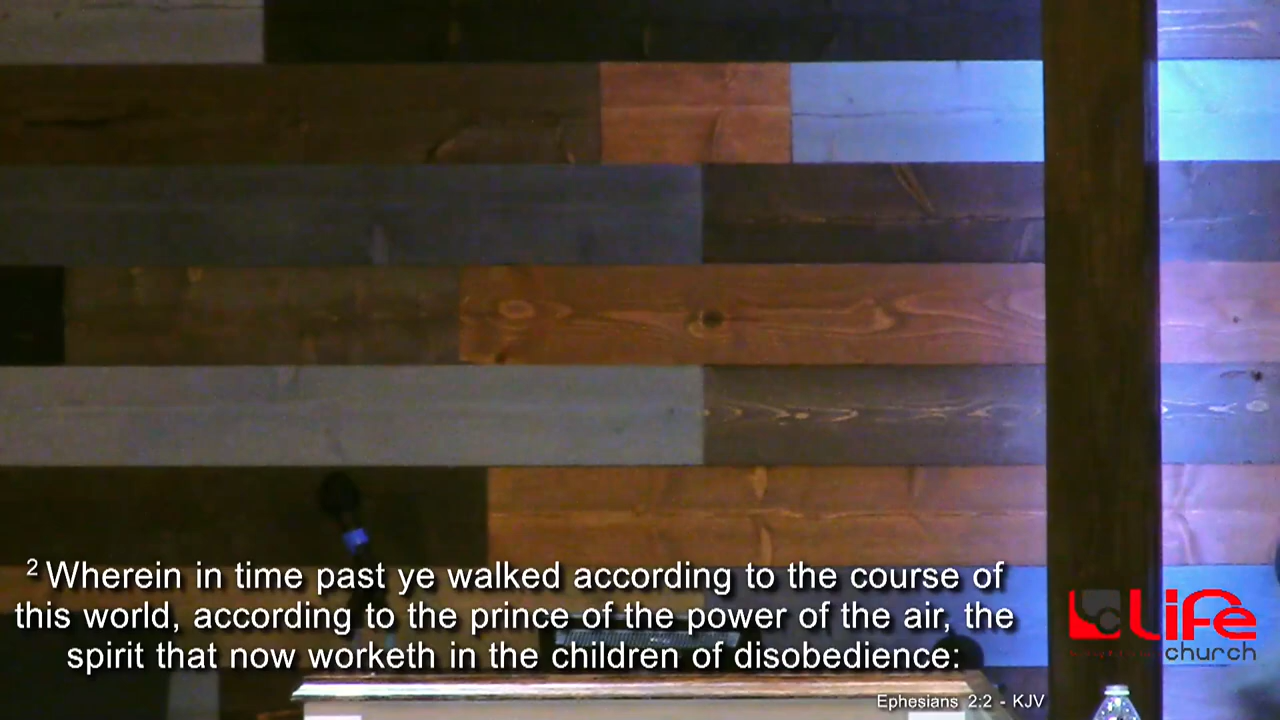 2 Wherein in time past ye walked according to the course of
this world, according to the prince of the power of the air, the
spirit that now worketh in the children of disobedience:
Ephesians 2:2 - KJV
LIFe
church